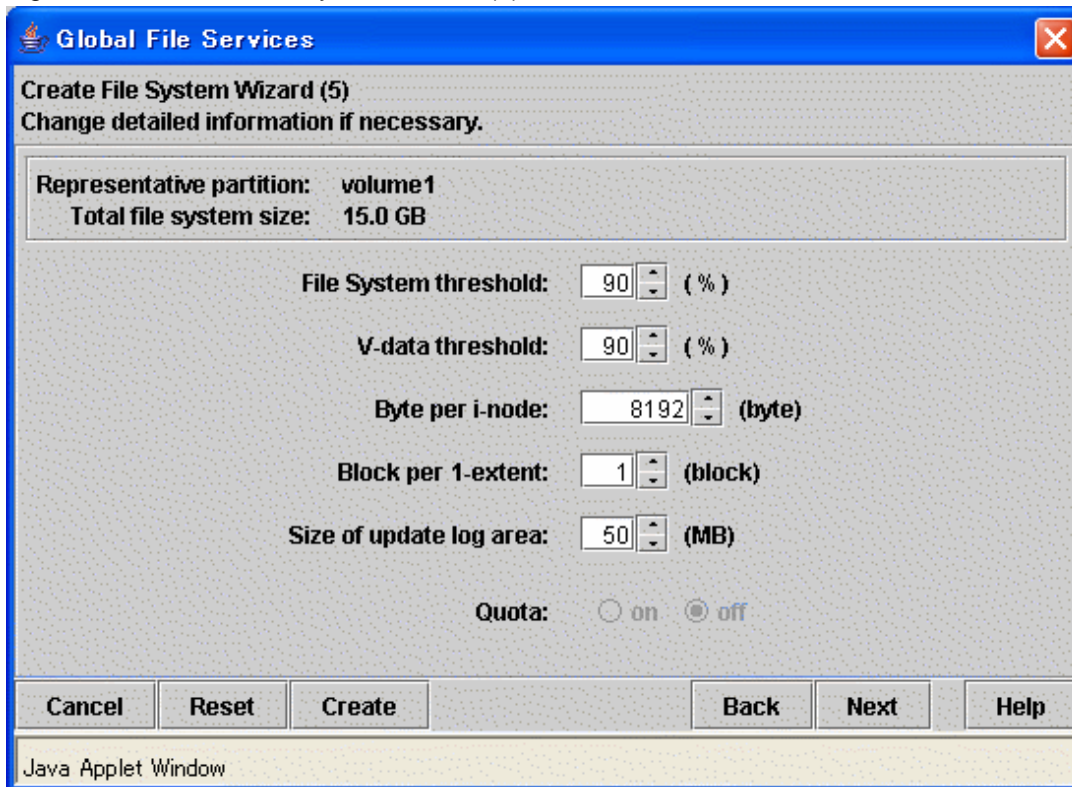 Global File Services
Create File System Wizard (5)
Change detailed information if necessary.
Representative partition: volume1
Total file system size: 15.0 GB
File System threshold: 90 ( % )
V-data threshold: 90 ( % )
Byte per i-node: 8192 (byte)
Block per 1-extent: 1 (block)
Size of update log area: 50 (MB)
Quota: on off
Cancel Reset Create Back Next Help
Java Applet Window